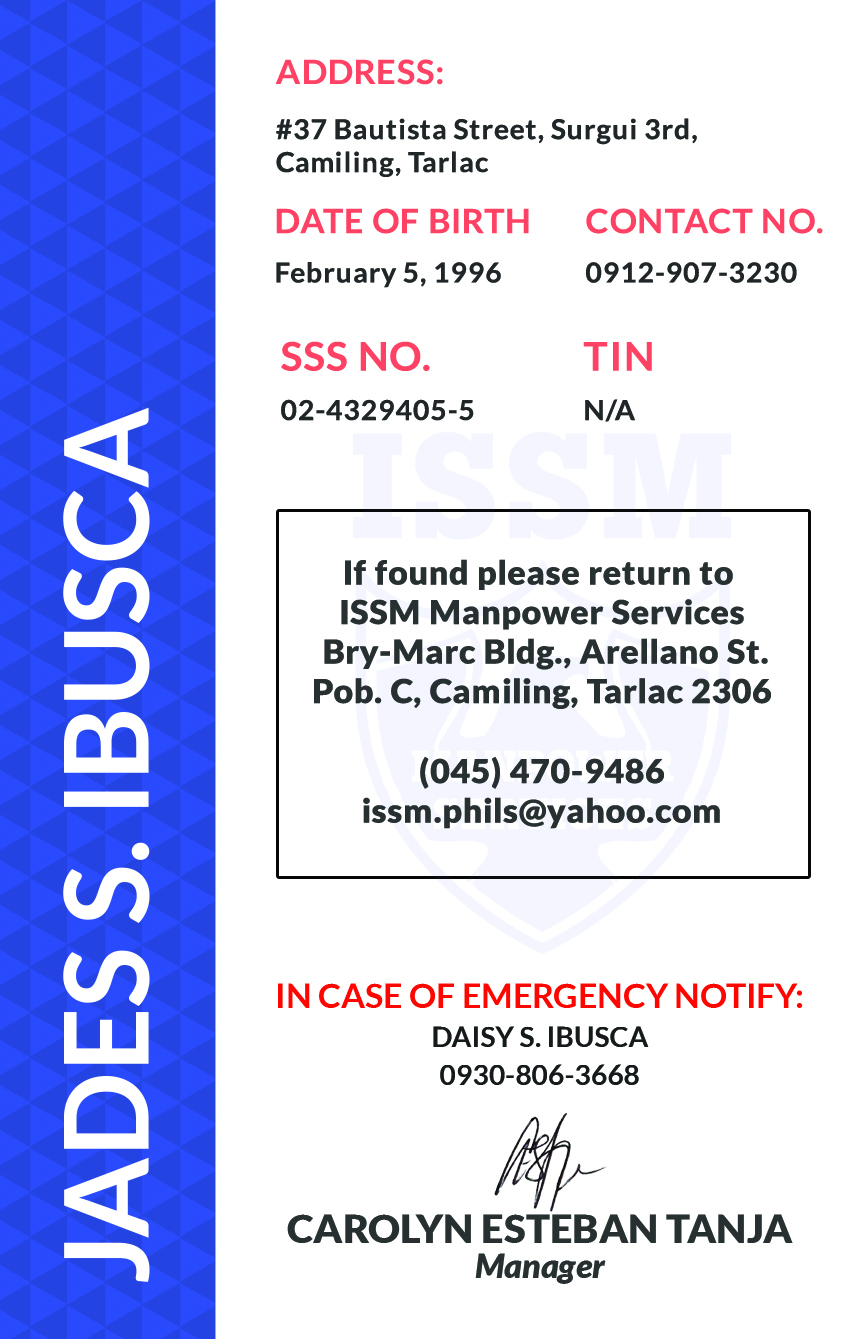 ADDRESS:
#37 Bautista Street, Surgui 3rd,
Camiling, Tarlac
DATE OF BIRTH
February 5, 1996
CONTACT NO.
0912-907-3230
SSS NO.
02-4329405-5
TIN
N/A
ISSM
If found please return to
ISSM Manpower Services
Bry-Marc Bldg., Arellano St.
Pob. C, Camiling, Tarlac 2306
(045) 470-9486
issm.phils@yahoo.com
IN CASE OF EMERGENCY NOTIFY:
DAISY S. IBUSCA
0930-806-3668
CAROLYN ESTEBAN TANJA
Manager
JADES S. IBUSCA